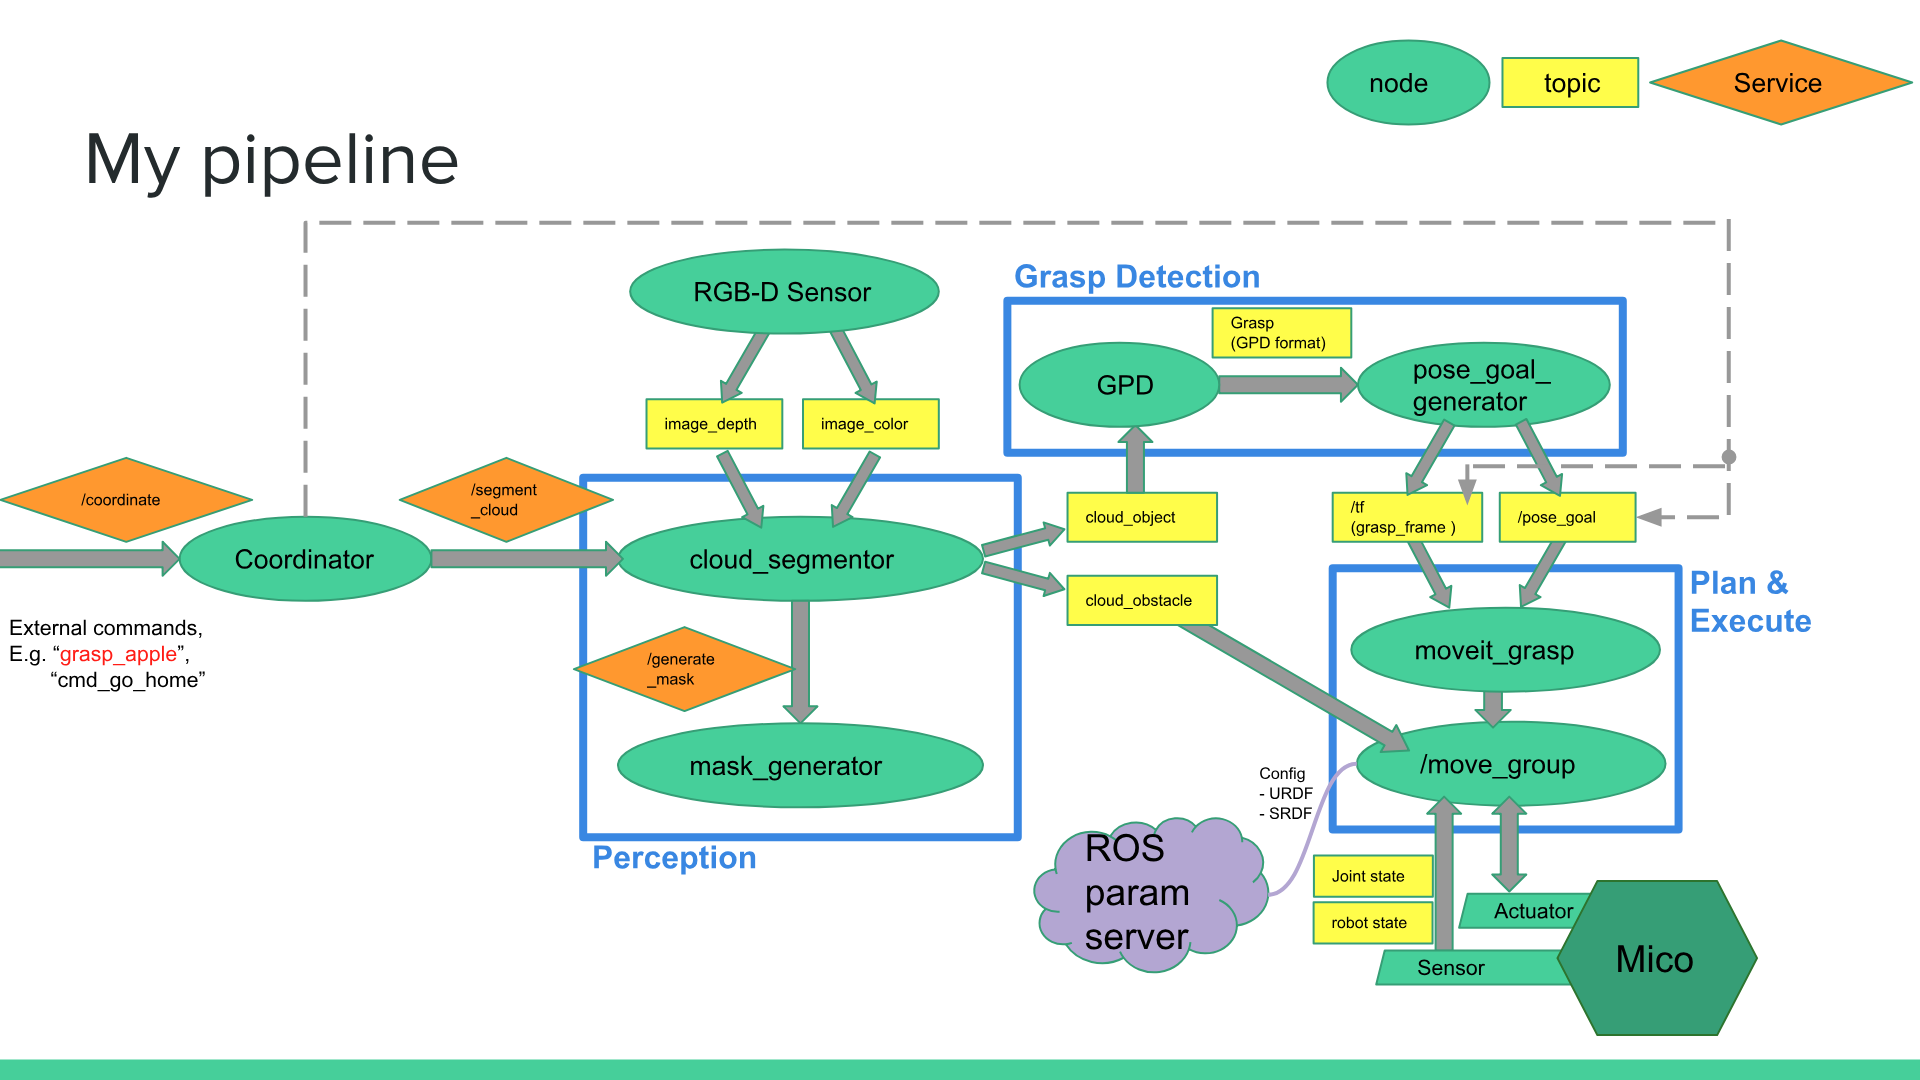 node
topic
Service
My pipeline
RGB-D Sensor
Grasp Detection
Grasp
(GPD format)
GPD
pose_goal_
generator
image_depth
image_color
/coordinate
/segment
_cloud
cloud_object
/tf
(grasp_frame )
/pose_goal
Coordinator
cloud_segmentor
cloud_obstacle
Plan &
Execute
External commands,
E.g. “grasp_apple”,
“cmd_go_home”
/generate
_mask
moveit_grasp
mask_generator
/move_group
Config
- URDF
- SRDF
Perception
ROS
param
server
Joint state
robot state
Actuator
Sensor
Mico